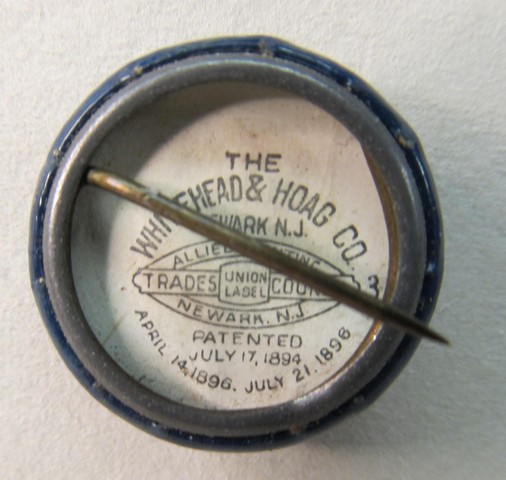 THE
WHITEHEAD & HOAG CO.
NEWARK N.J.
ALLIED PRINTING
TRADES UNION LABEL COUNCIL 3
NEWARK, N.J.
PATENTED
JULY 17, 1894
APRIL 14, 1896. JULY 21, 1896